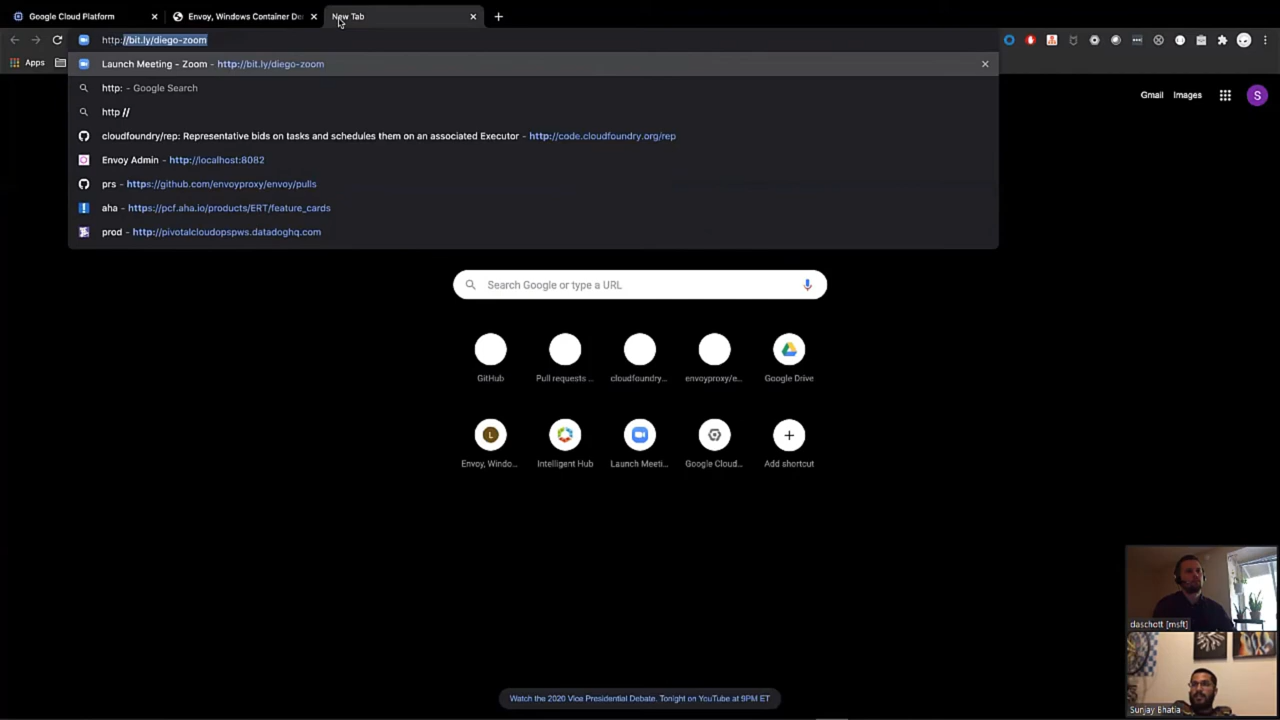 Google Cloud Platform
Envoy, Windows Container De
New Tab
http://bit.ly/diego-zoom
Launch Meeting - Zoom - http://bit.ly/diego-zoom
Apps
http: - Google Search
http //
cloudfoundry/rep: Representative bids on tasks and schedules them on an associated Executor - http://code.cloudfoundry.org/rep
Envoy Admin - http://localhost:8082
prs - https://github.com/envoyproxy/envoy/pulls
aha - https://pcf.aha.io/products/ERT/feature_cards
prod - http://pivotalcloudopspws.datadoghq.com
Gmail Images S
Search Google or type a URL
GitHub
Pull requests ...
cloudfoundry...
envoyproxy/e...
Google Drive
L
Envoy, Windo...
Intelligent Hub
Launch Meeti...
Google Cloud...
Add shortcut
Watch the 2020 Vice Presidential Debate. Tonight on YouTube at 9PM ET
daschott [msft]
Sunjay Bhatia